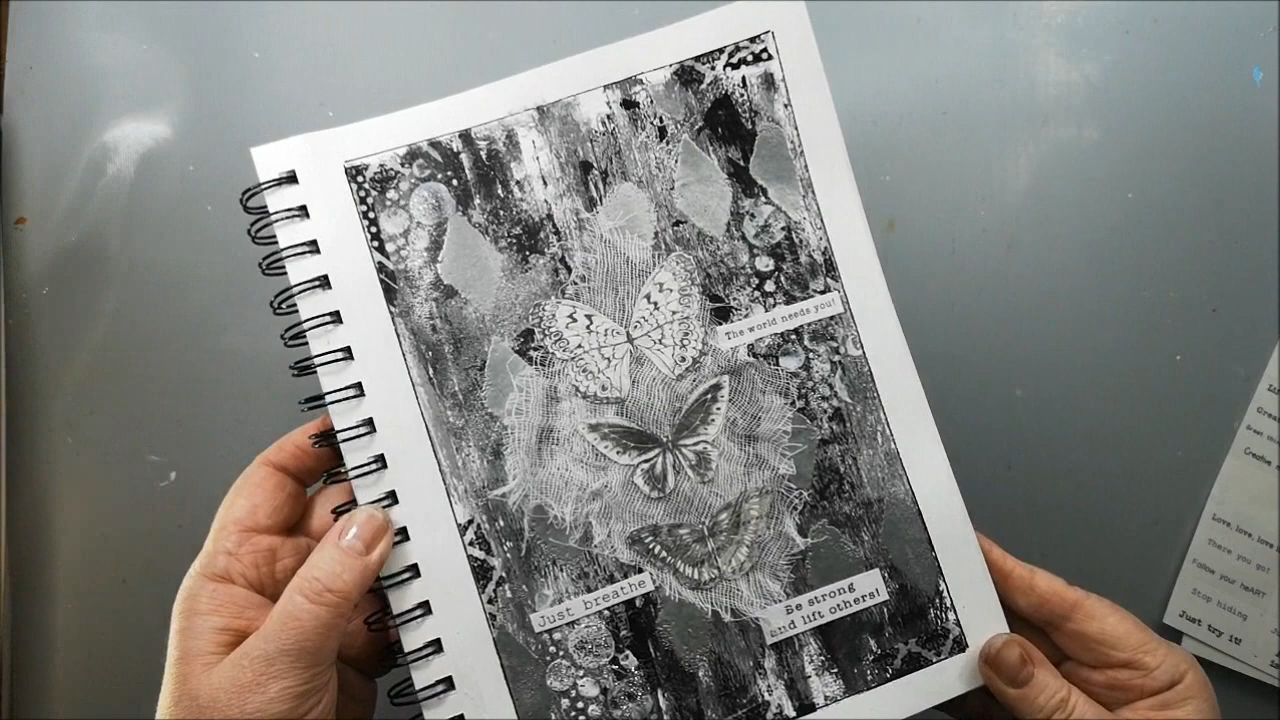 The world needs you!
Just breathe
Be strong
and lift others!
Love, love, love
There you go!
Follow your heART
Stop hiding
Just try it!